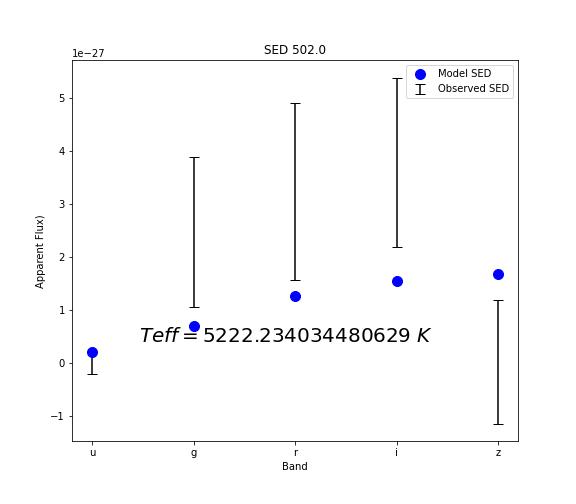 SED 502.0
1e−27
Model SED
Observed SED
5
4
3
2
1
0
−1
Apparent Flux)
Teff = 5222.234034480629 K
u g r i z
Band